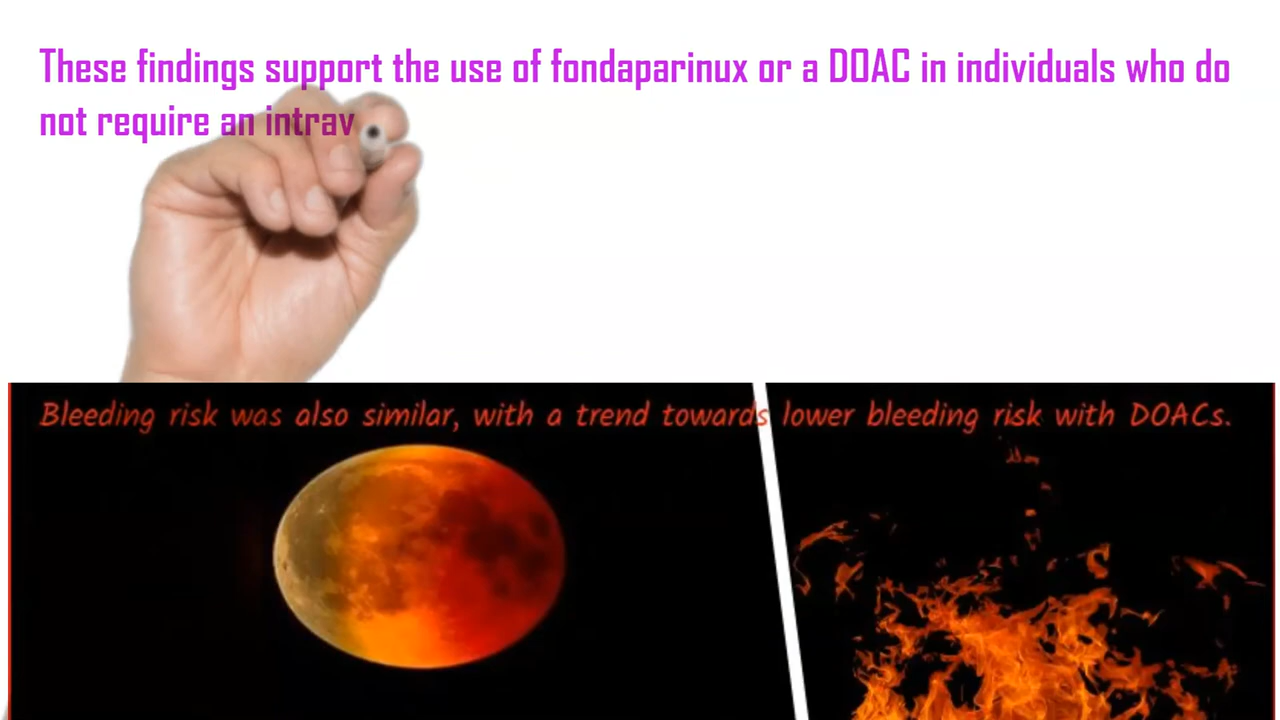 These findings support the use of fondaparinux or a DOAC in individuals who do
not require an intrav
Bleeding risk was also similar, with a trend towards lower bleeding risk with DOACs.